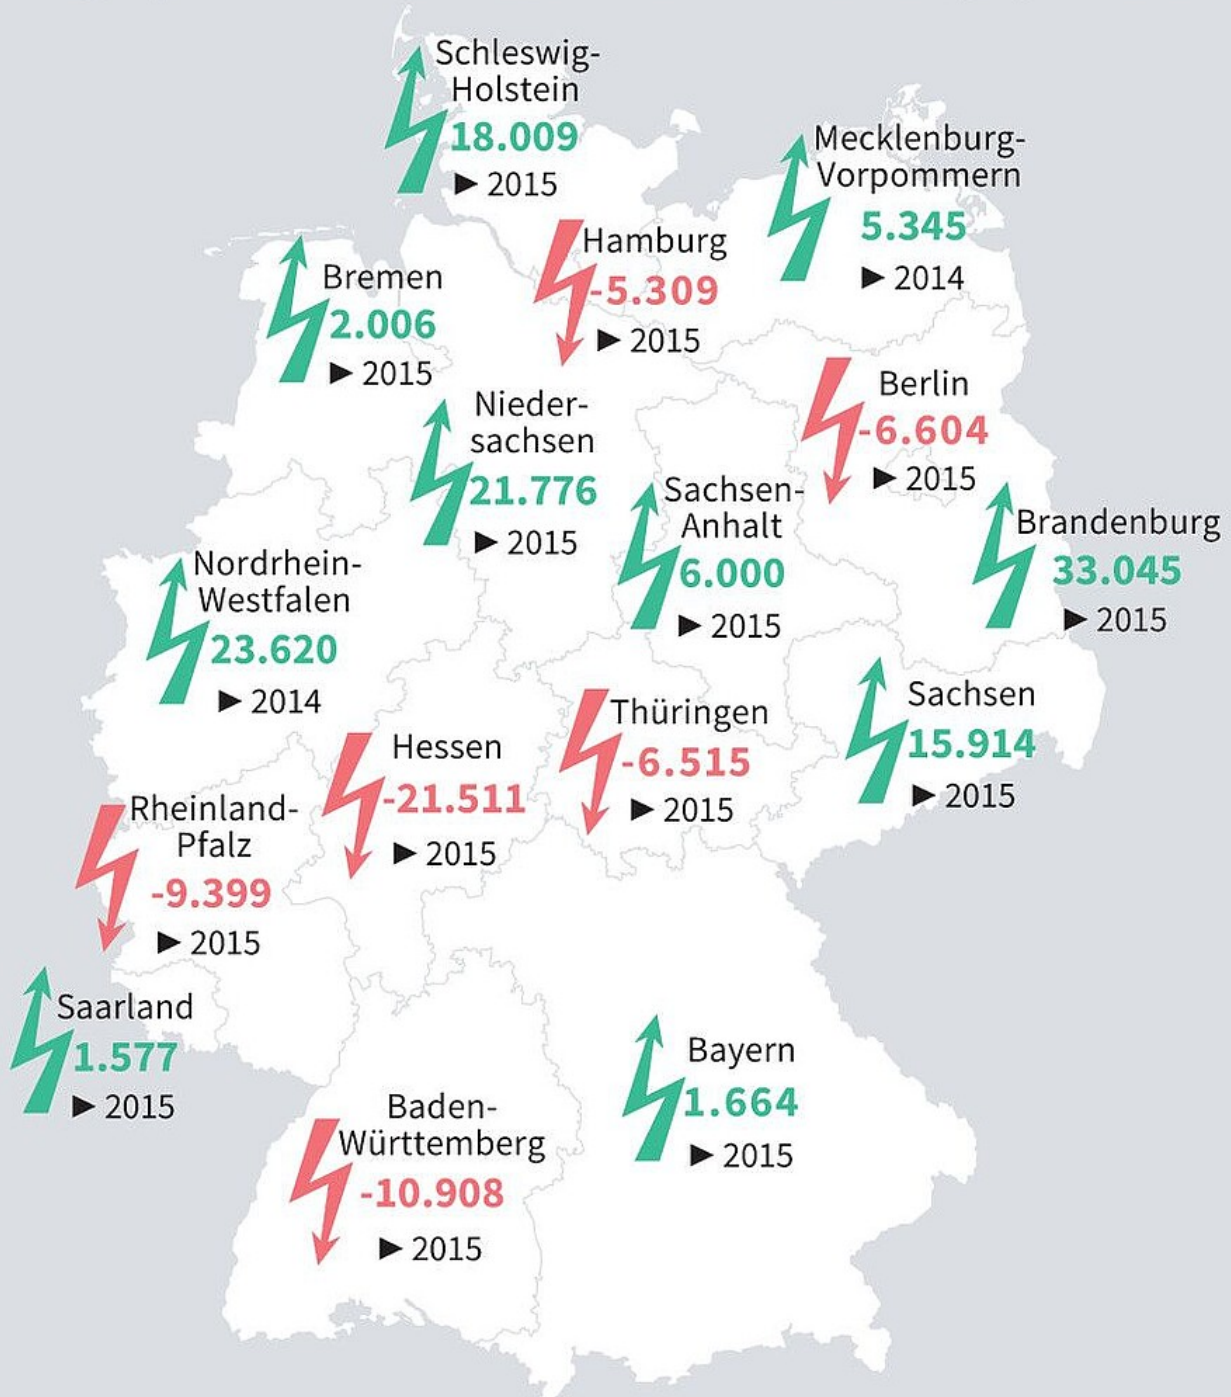 Schleswig-
Holstein
18.009
► 2015
Mecklenburg-
Vorpommern
5.345
► 2014
Hamburg
-5.309
► 2015
Bremen
2.006
► 2015
Berlin
-6.604
► 2015
Nieder-
sachsen
21.776
► 2015
Sachsen-
Anhalt
6.000
► 2015
Brandenburg
33.045
► 2015
Nordrhein-
Westfalen
23.620
► 2014
Hessen
-21.511
► 2015
Thüringen
-6.515
► 2015
Sachsen
15.914
► 2015
Rheinland-
Pfalz
-9.399
► 2015
Saarland
1.577
► 2015
Bayern
1.664
► 2015
Baden-
Württemberg
-10.908
► 2015